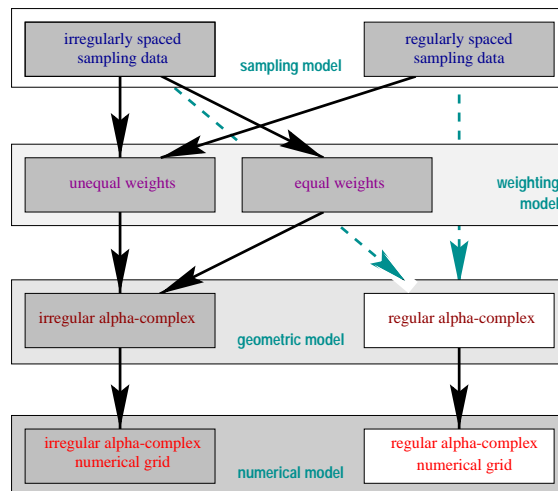 irregularly spaced
sampling data
regularly spaced
sampling data
sampling model
unequal weights
equal weights
weighting
model
irregular alpha-complex
regular alpha-complex
geometric model
irregular alpha-complex
numerical grid
regular alpha-complex
numerical grid
numerical model